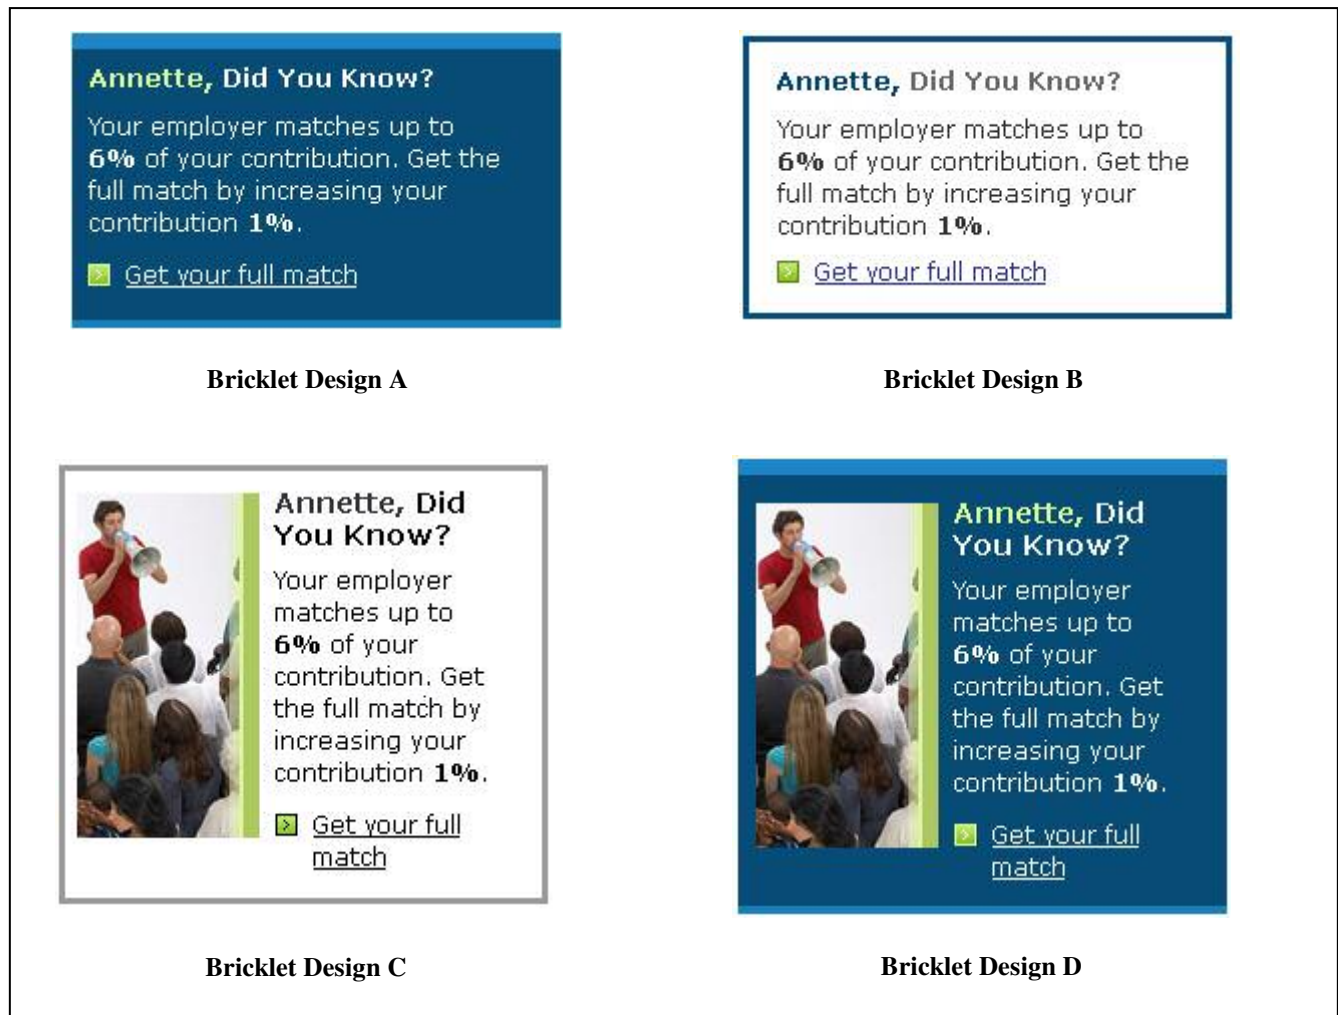 Annette, Did You Know?
Your employer matches up to
6% of your contribution. Get the
full match by increasing your
contribution 1%.
Get your full match
Bricklet Design A
Annette, Did You Know?
Your employer matches up to
6% of your contribution. Get the
full match by increasing your
contribution 1%.
Get your full match
Bricklet Design B
Annette, Did
You Know?
Your employer
matches up to
6% of your
contribution. Get
the full match by
increasing your
contribution 1%.
Get your full
match
Bricklet Design C
Annette, Did
You Know?
Your employer
matches up to
6% of your
contribution. Get
the full match by
increasing your
contribution 1%.
Get your full
match
Bricklet Design D